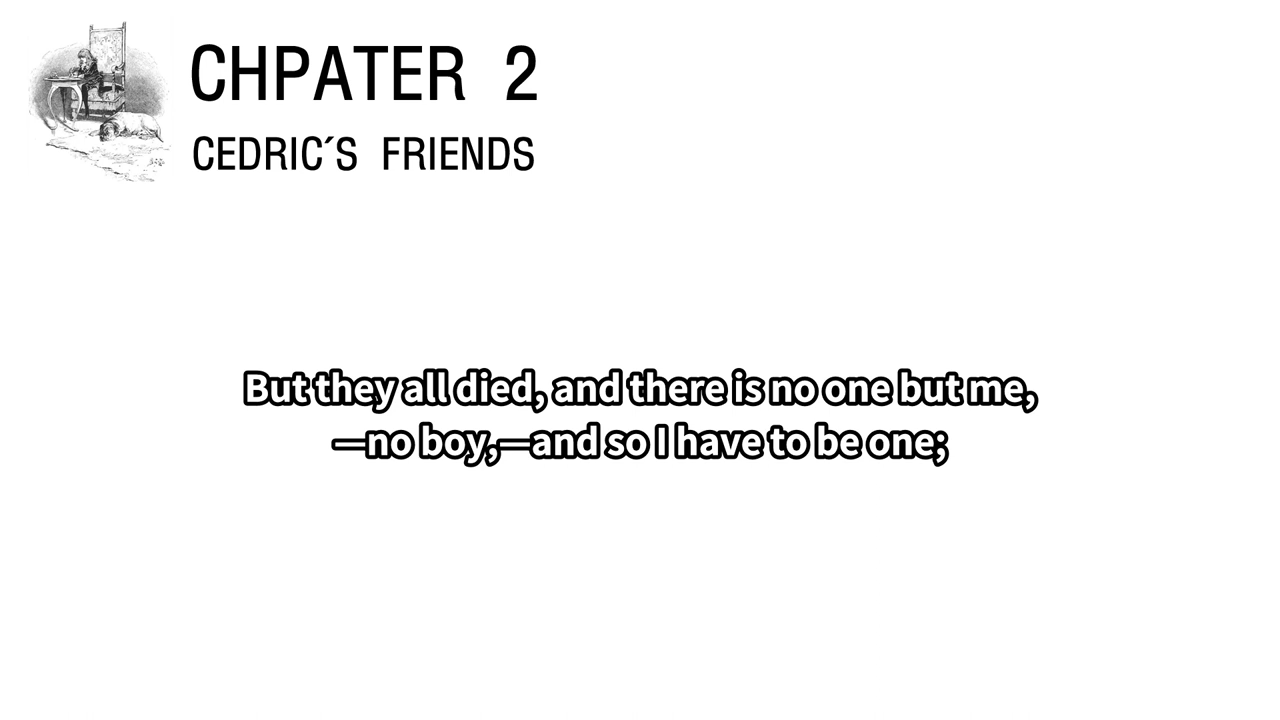 CHPATER 2
CEDRIC´S FRIENDS
But they all died, and there is no one but me,
—no boy,—and so I have to be one;